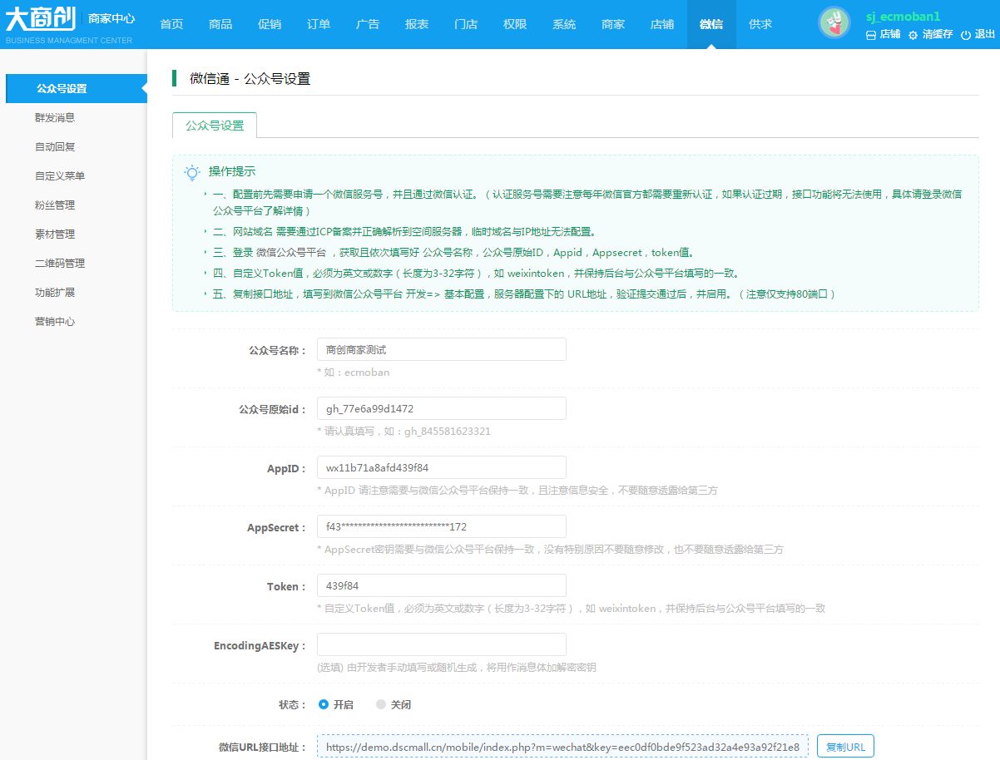 大商创 商家中心
BUSINESS MANAGMENT CENTER
首页 商品 促销 订单 广告 报表 门店 权限 系统 商家 店铺 微信 供求
sj_ecmoban1
店铺 清缓存 退出
公众号设置
群发消息
自动回复
自定义菜单
粉丝管理
素材管理
二维码管理
功能扩展
营销中心
微信通 - 公众号设置
公众号设置
操作提示
一、配置前先需要申请一个微信服务号，并且通过微信认证。（认证服务号需要注意每年微信官方都需要重新认证，如果认证过期，接口功能将无法使用，具体请登录微信
公众号平台了解详情）
二、网站域名 需要通过ICP备案并正确解析到空间服务器，临时域名与IP地址无法配置。
三、登录 微信公众号平台 ，获取且依次填写好 公众号名称，公众号原始ID，Appid，Appsecret，token值。
四、自定义Token值，必须为英文或数字（长度为3-32字符），如 weixintoken，并保持后台与公众号平台填写的一致。
五、复制接口地址，填写到微信公众号平台 开发=> 基本配置，服务器配置下的 URL地址，验证提交通过后，并启用。（注意仅支持80端口）
公众号名称： 商创商家测试
* 如：ecmoban
公众号原始id： gh_77e6a99d1472
* 请认真填写，如：gh_845581623321
AppID： wx11b71a8afd439f84
* AppID 请注意需要与微信公众号平台保持一致，且注意信息安全，不要随意透露给第三方
AppSecret： f43**************************172
* AppSecret密钥需要与微信公众号平台保持一致，没有特别原因不要随意修改，也不要随意透露给第三方
Token： 439f84
* 自定义Token值，必须为英文或数字（长度为3-32字符），如 weixintoken，并保持后台与公众号平台填写的一致
EncodingAESKey：
(选填) 由开发者手动填写或随机生成，将用作消息体加解密密钥
状态： 开启 关闭
微信URL接口地址： https://demo.dscmall.cn/mobile/index.php?m=wechat&key=eec0df0bde9f523ad32a4e93a92f21e8 复制URL